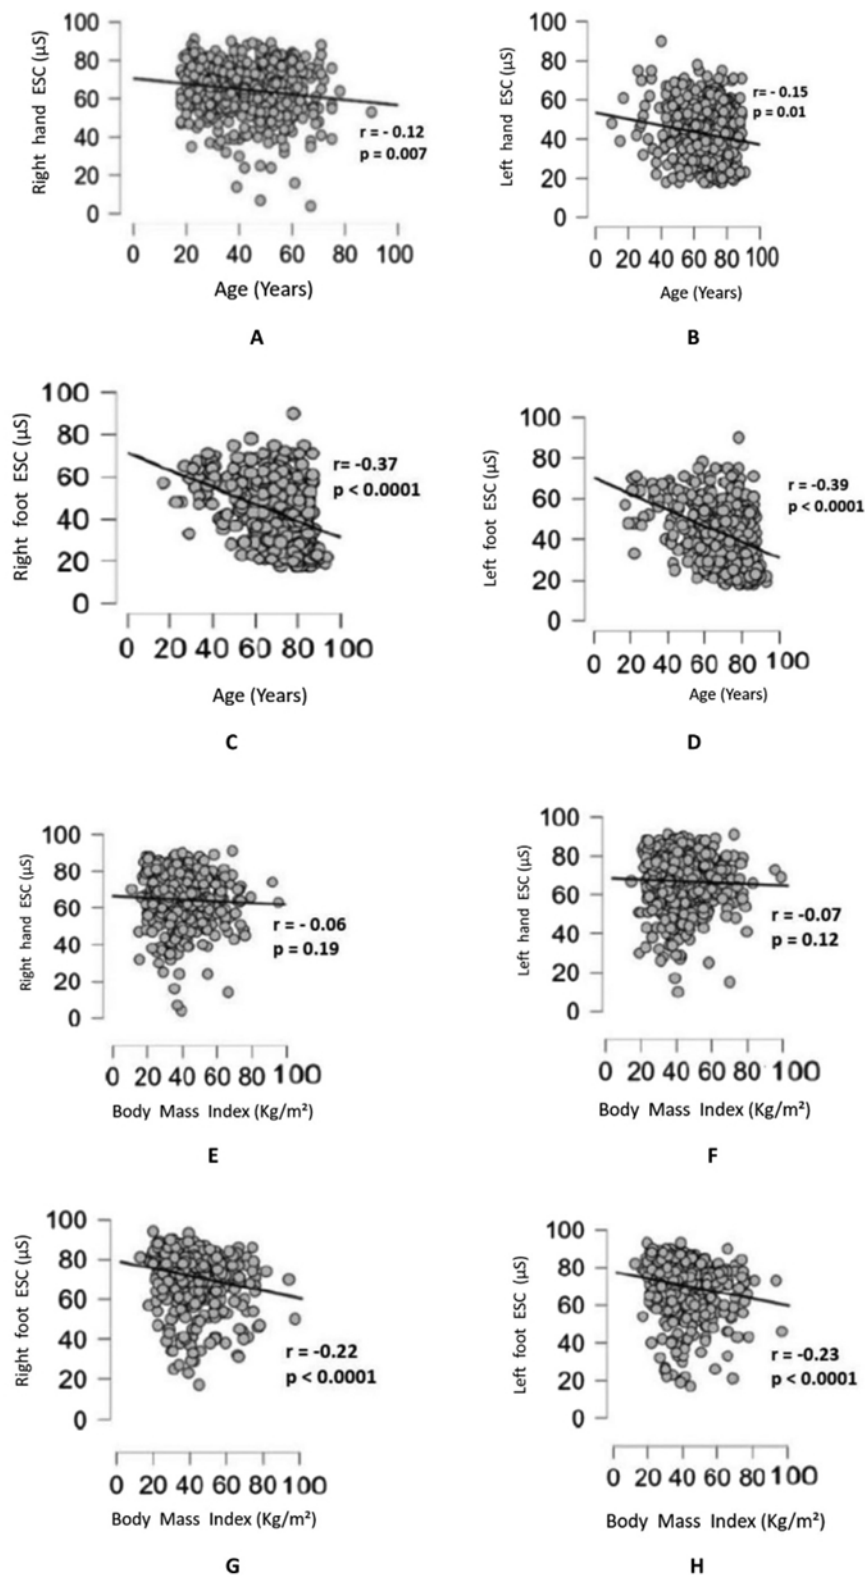 100
80
60
40
20
0
Right hand ESC (µS)
r = - 0.12
p = 0.007
0 20 40 60 80 100
Age (Years)
A
100
80
60
40
20
0
Left hand ESC (µS)
r= - 0.15
p = 0.01
0 20 40 60 80 100
Age (Years)
B
100
80
60
40
20
0
Right foot ESC (µS)
r= -0.37
p < 0.0001
0 20 40 60 80 100
Age (Years)
C
100
80
60
40
20
0
Left foot ESC (µS)
r = -0.39
p < 0.0001
0 20 40 60 80 100
Age (Years)
D
100
80
60
40
20
0
Right hand ESC (µS)
r = - 0.06
p = 0.19
0 20 40 60 80 100
Body Mass Index (Kg/m²)
E
100
80
60
40
20
0
Left hand ESC (µS)
r = -0.07
p = 0.12
0 20 40 60 80 100
Body Mass Index (Kg/m²)
F
100
80
60
40
20
0
Right foot ESC (µS)
r = -0.22
p < 0.0001
0 20 40 60 80 100
Body Mass Index (Kg/m²)
G
100
80
60
40
20
0
Left foot ESC (µS)
r = -0.23
p < 0.0001
0 20 40 60 80 100
Body Mass Index (Kg/m²)
H